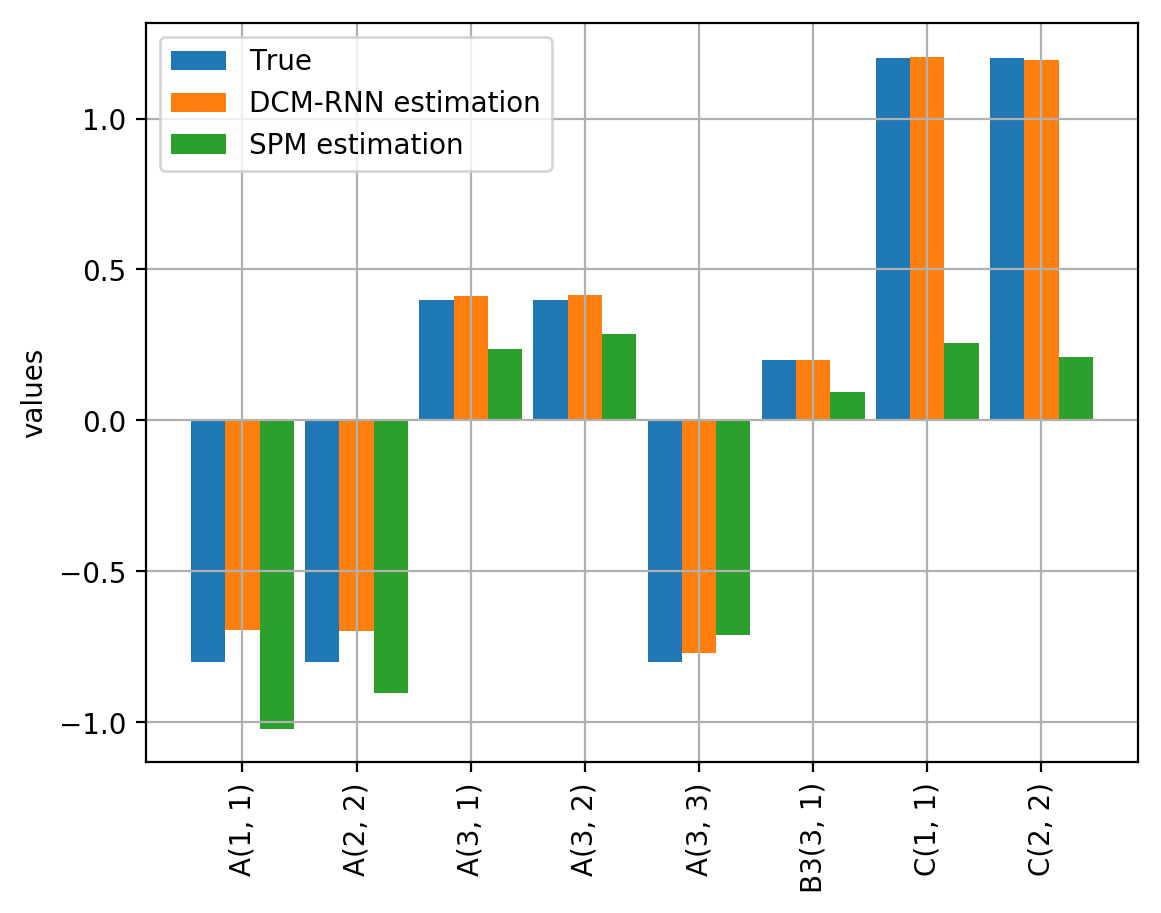 True
DCM-RNN estimation
SPM estimation
1.0
0.5
0.0
−0.5
−1.0
values
A(1, 1)
A(2, 2)
A(3, 1)
A(3, 2)
A(3, 3)
B3(3, 1)
C(1, 1)
C(2, 2)